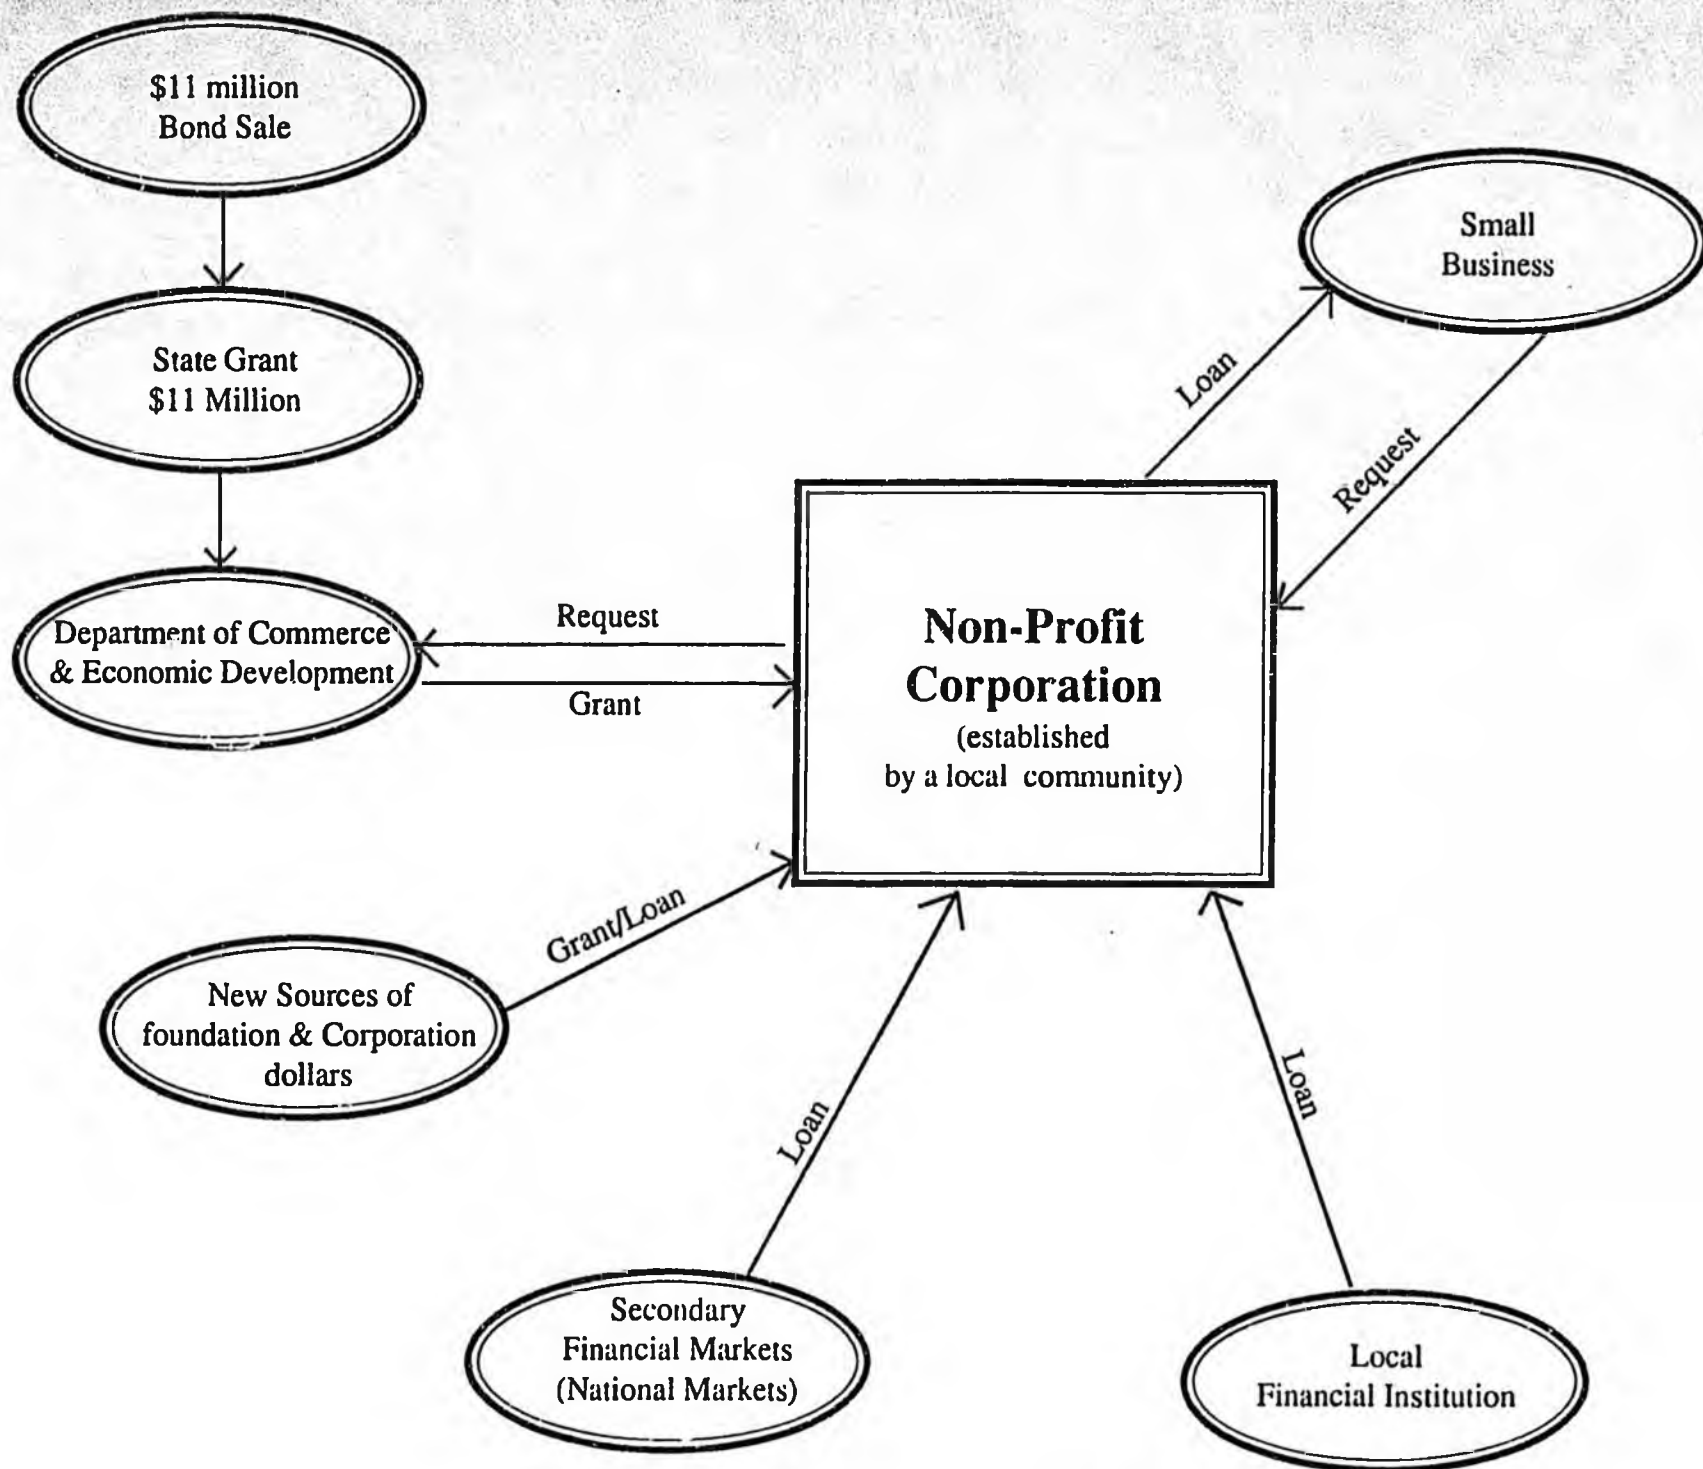 $11 million
Bond Sale
Small
Business
State Grant
$11 Million
Loan
Request
Department of Commerce
& Economic Development
Request
Grant
Non-Profit
Corporation
(established
by a local community)
Grant/Loan
New Sources of
foundation & Corporation
dollars
Loan
Loan
Secondary
Financial Markets
(National Markets)
Local
Financial Institution